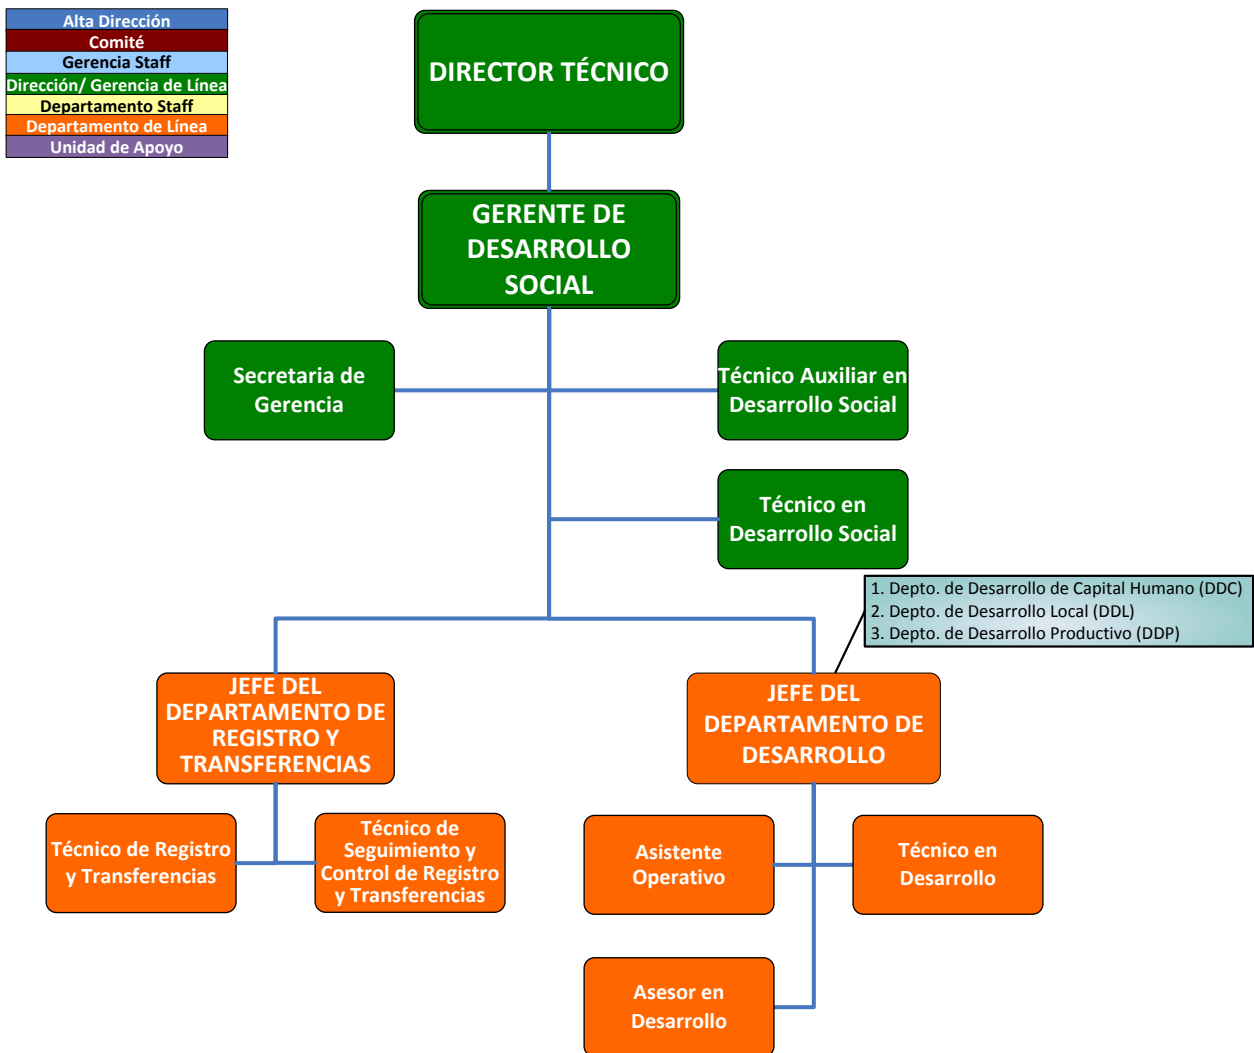 Alta Dirección
Comité
Gerencia Staff
Dirección/ Gerencia de Línea
Departamento Staff
Departamento de Línea
Unidad de Apoyo
DIRECTOR TÉCNICO
GERENTE DE
DESARROLLO
SOCIAL
Secretaria de
Gerencia
Técnico Auxiliar en
Desarrollo Social
Técnico en
Desarrollo Social
1. Depto. de Desarrollo de Capital Humano (DDC)
2. Depto. de Desarrollo Local (DDL)
3. Depto. de Desarrollo Productivo (DDP)
JEFE DEL
DEPARTAMENTO DE
REGISTRO Y
TRANSFERENCIAS
JEFE DEL
DEPARTAMENTO DE
DESARROLLO
Técnico de Registro
y Transferencias
Técnico de
Seguimiento y
Control de Registro
y Transferencias
Asistente
Operativo
Técnico en
Desarrollo
Asesor en
Desarrollo